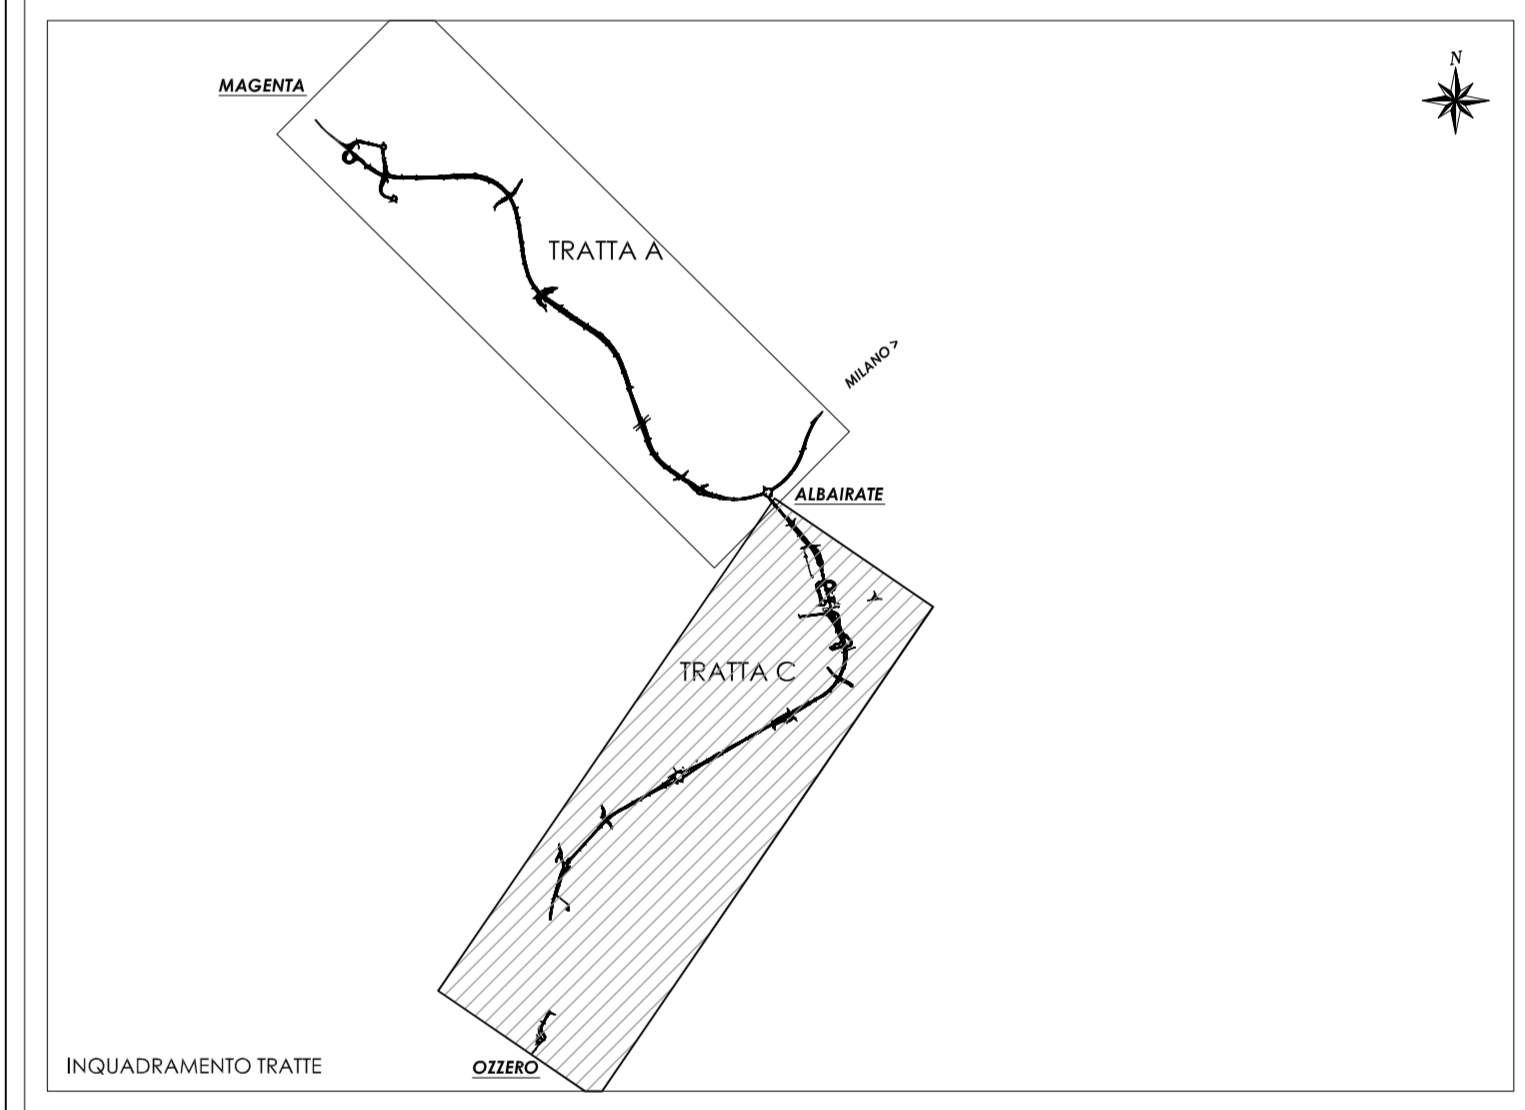 N
MAGENTA
TRATTA A
MILANO >
ALBAIRATE
TRATTA C
INQUADRAMENTO TRATTE
OZZERO